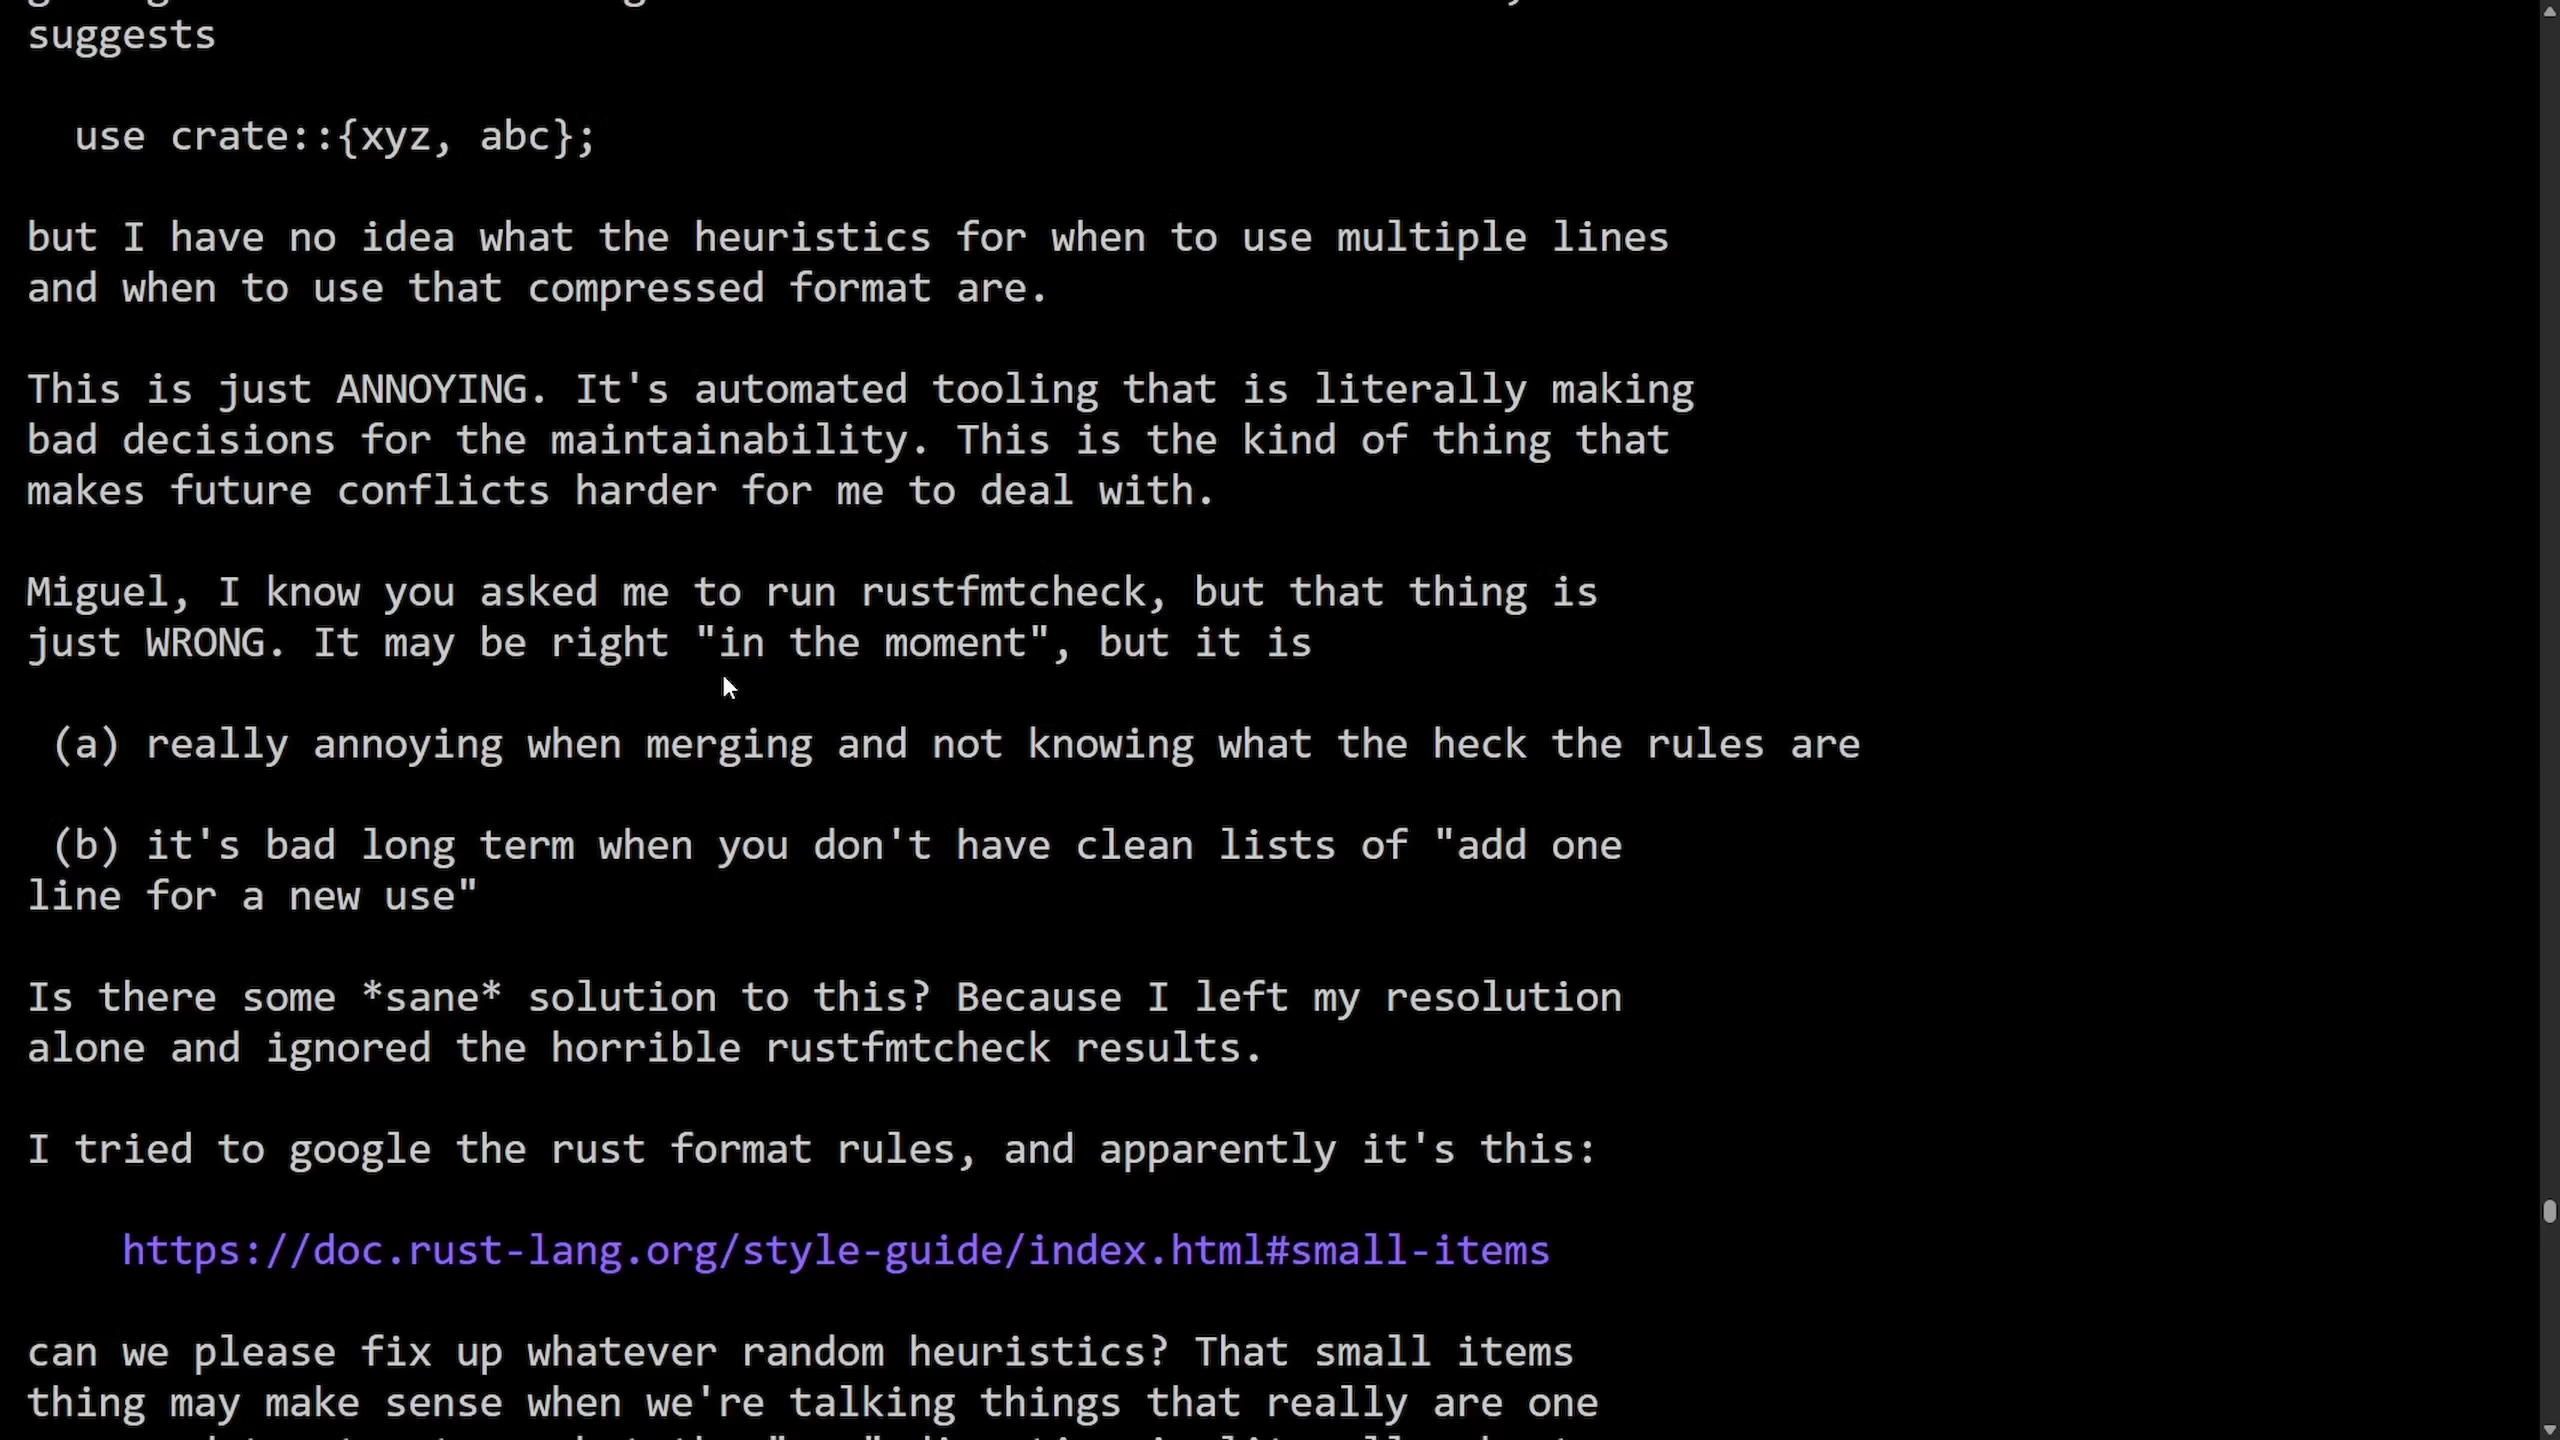 suggests
use crate::{xyz, abc};
but I have no idea what the heuristics for when to use multiple lines
and when to use that compressed format are.
This is just ANNOYING. It's automated tooling that is literally making
bad decisions for the maintainability. This is the kind of thing that
makes future conflicts harder for me to deal with.
Miguel, I know you asked me to run rustfmtcheck, but that thing is
just WRONG. It may be right "in the moment", but it is
(a) really annoying when merging and not knowing what the heck the rules are
(b) it's bad long term when you don't have clean lists of "add one
line for a new use"
Is there some *sane* solution to this? Because I left my resolution
alone and ignored the horrible rustfmtcheck results.
I tried to google the rust format rules, and apparently it's this:
https://doc.rust-lang.org/style-guide/index.html#small-items
can we please fix up whatever random heuristics? That small items
thing may make sense when we're talking things that really are one